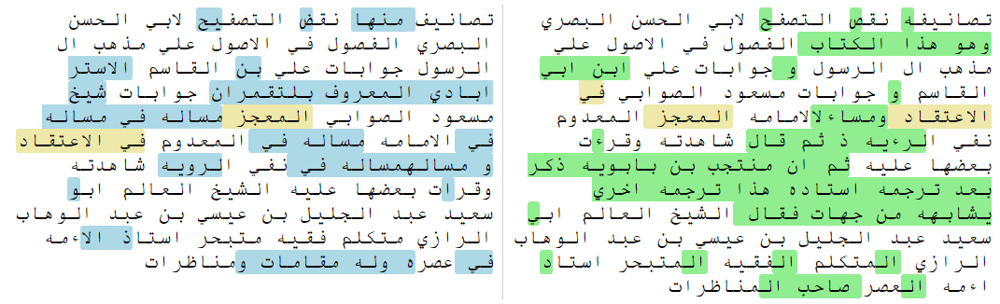 تصانيف منها نقض التصفيح لابي الحسن
البصري الفصول في الاصول علي مذهب ال
الرسول جوابات علي بن القاسم الاستر
ابادي المعروف بلتقمران جوابات شيخ
مسعود الصوابي المعجز مساله في مساله
في الامامه مساله في المعدوم في الاعتقاد
و مسالهمساله في نفي الرويه شاهدته
وقرات بعضها عليه الشيخ العالم ابو
سعيد عبد الجليل بن عيسي بن عبد الوهاب
الرازي متكلم فقيه متبحر استاذ الاءمه
في عصره وله مقامات ومناظرات
تصانيفه نقص التصفح لابي الحسن البصري
وهو هذا الكتاب الفصول في الاصول علي
مذهب ال الرسول و جوابات علي ابن ابي
القاسم و جوابات مسعود الصوابي في
الاعتقاد ومساءلالامامه المعجز المعدوم
نفي الرءيه ذ ثم قال شاهدته وقرءت
بعضها عليه ثم ان منتجب بن بابويه ذكر
بعد ترجمه استاده هذا ترجمه اخري
يشابهه من جهات فقال الشيخ العالم ابي
سعيد عبد الجليل بن عيسي بن عبد الوهاب
الرازي المتكلم الفقيه المتبحر استاد
اءمه العصر صاحب المناظرات